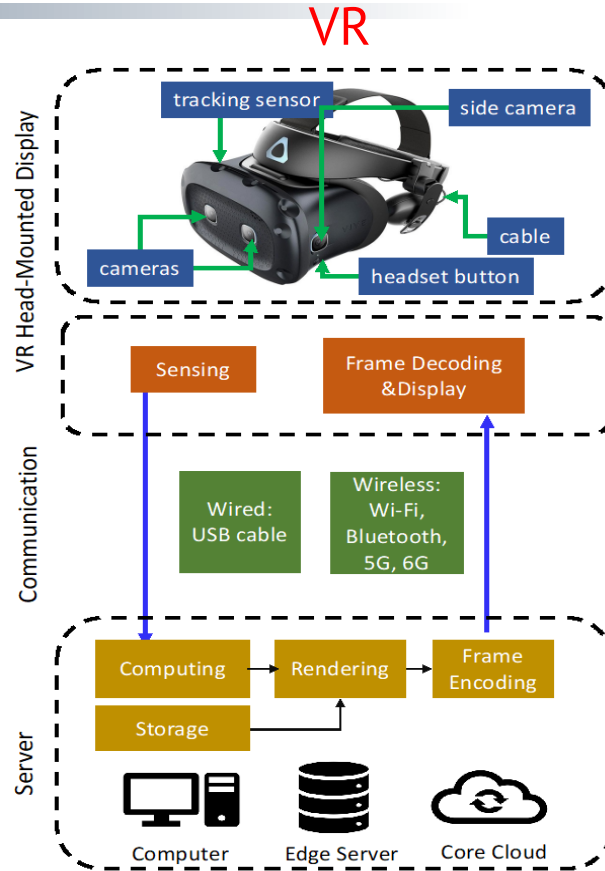 VR
VR Head-Mounted Display
tracking sensor
side camera
cameras
cable
headset button
Sensing
Frame Decoding
&Display
Communication
Wired:
USB cable
Wireless:
Wi-Fi,
Bluetooth,
5G, 6G
Server
Computing
Rendering
Frame
Encoding
Storage
Computer
Edge Server
Core Cloud